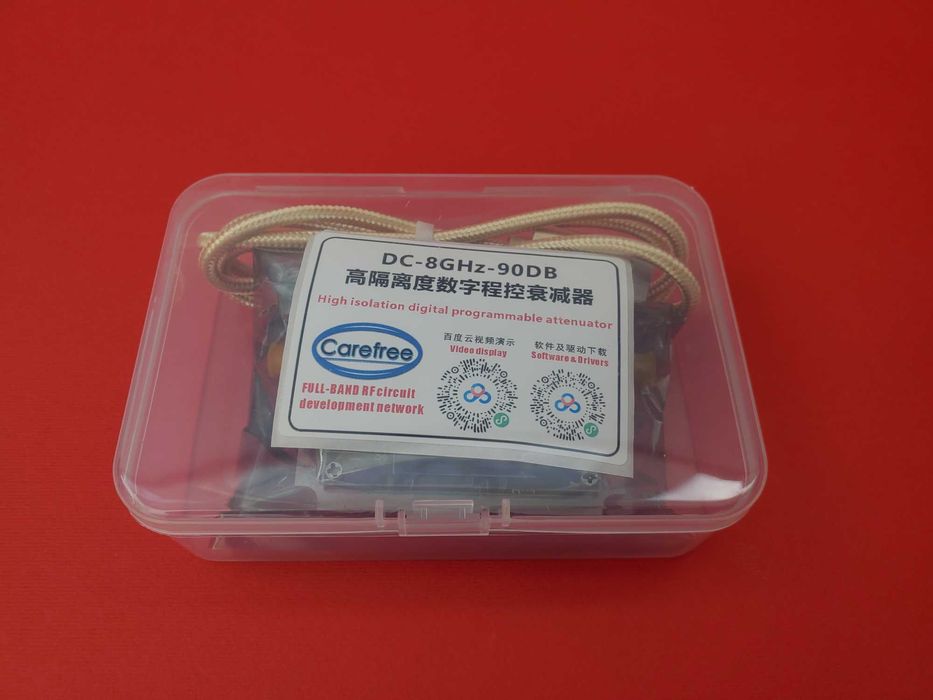 DC-8GHz-90DB
高隔离度数字程控衰减器
High isolation digital programmable attenuator
Carefree
FULL-BAND RF circuit
development network
百度云视频演示
Video display
软件及驱动下载
Software & Drivers